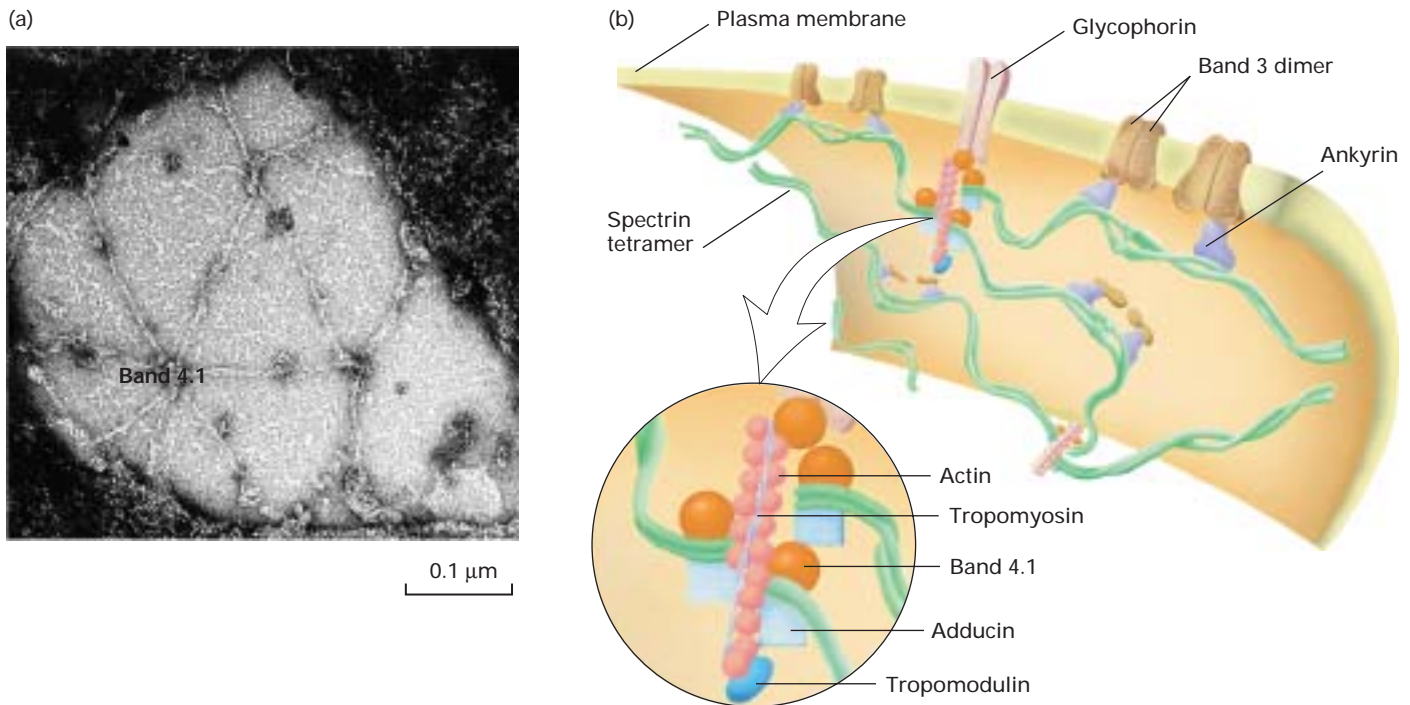 (a)
Band 4.1
0.1 μm
(b)
Plasma membrane
Glycophorin
Band 3 dimer
Ankyrin
Spectrin
tetramer
Actin
Tropomyosin
Band 4.1
Adducin
Tropomodulin